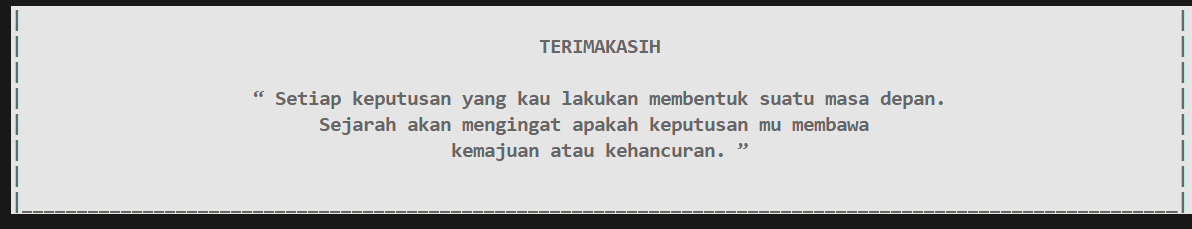 TERIMAKASIH
“ Setiap keputusan yang kau lakukan membentuk suatu masa depan.
Sejarah akan mengingat apakah keputusan mu membawa
kemajuan atau kehancuran. ”